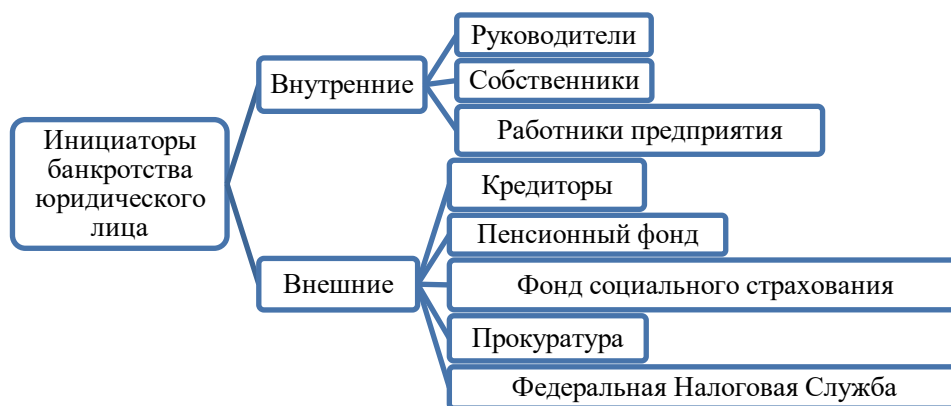 Инициаторы
банкротства
юридического
лица
Внутренние
Руководители
Собственники
Работники предприятия
Внешние
Кредиторы
Пенсионный фонд
Фонд социального страхования
Прокуратура
Федеральная Налоговая Служба